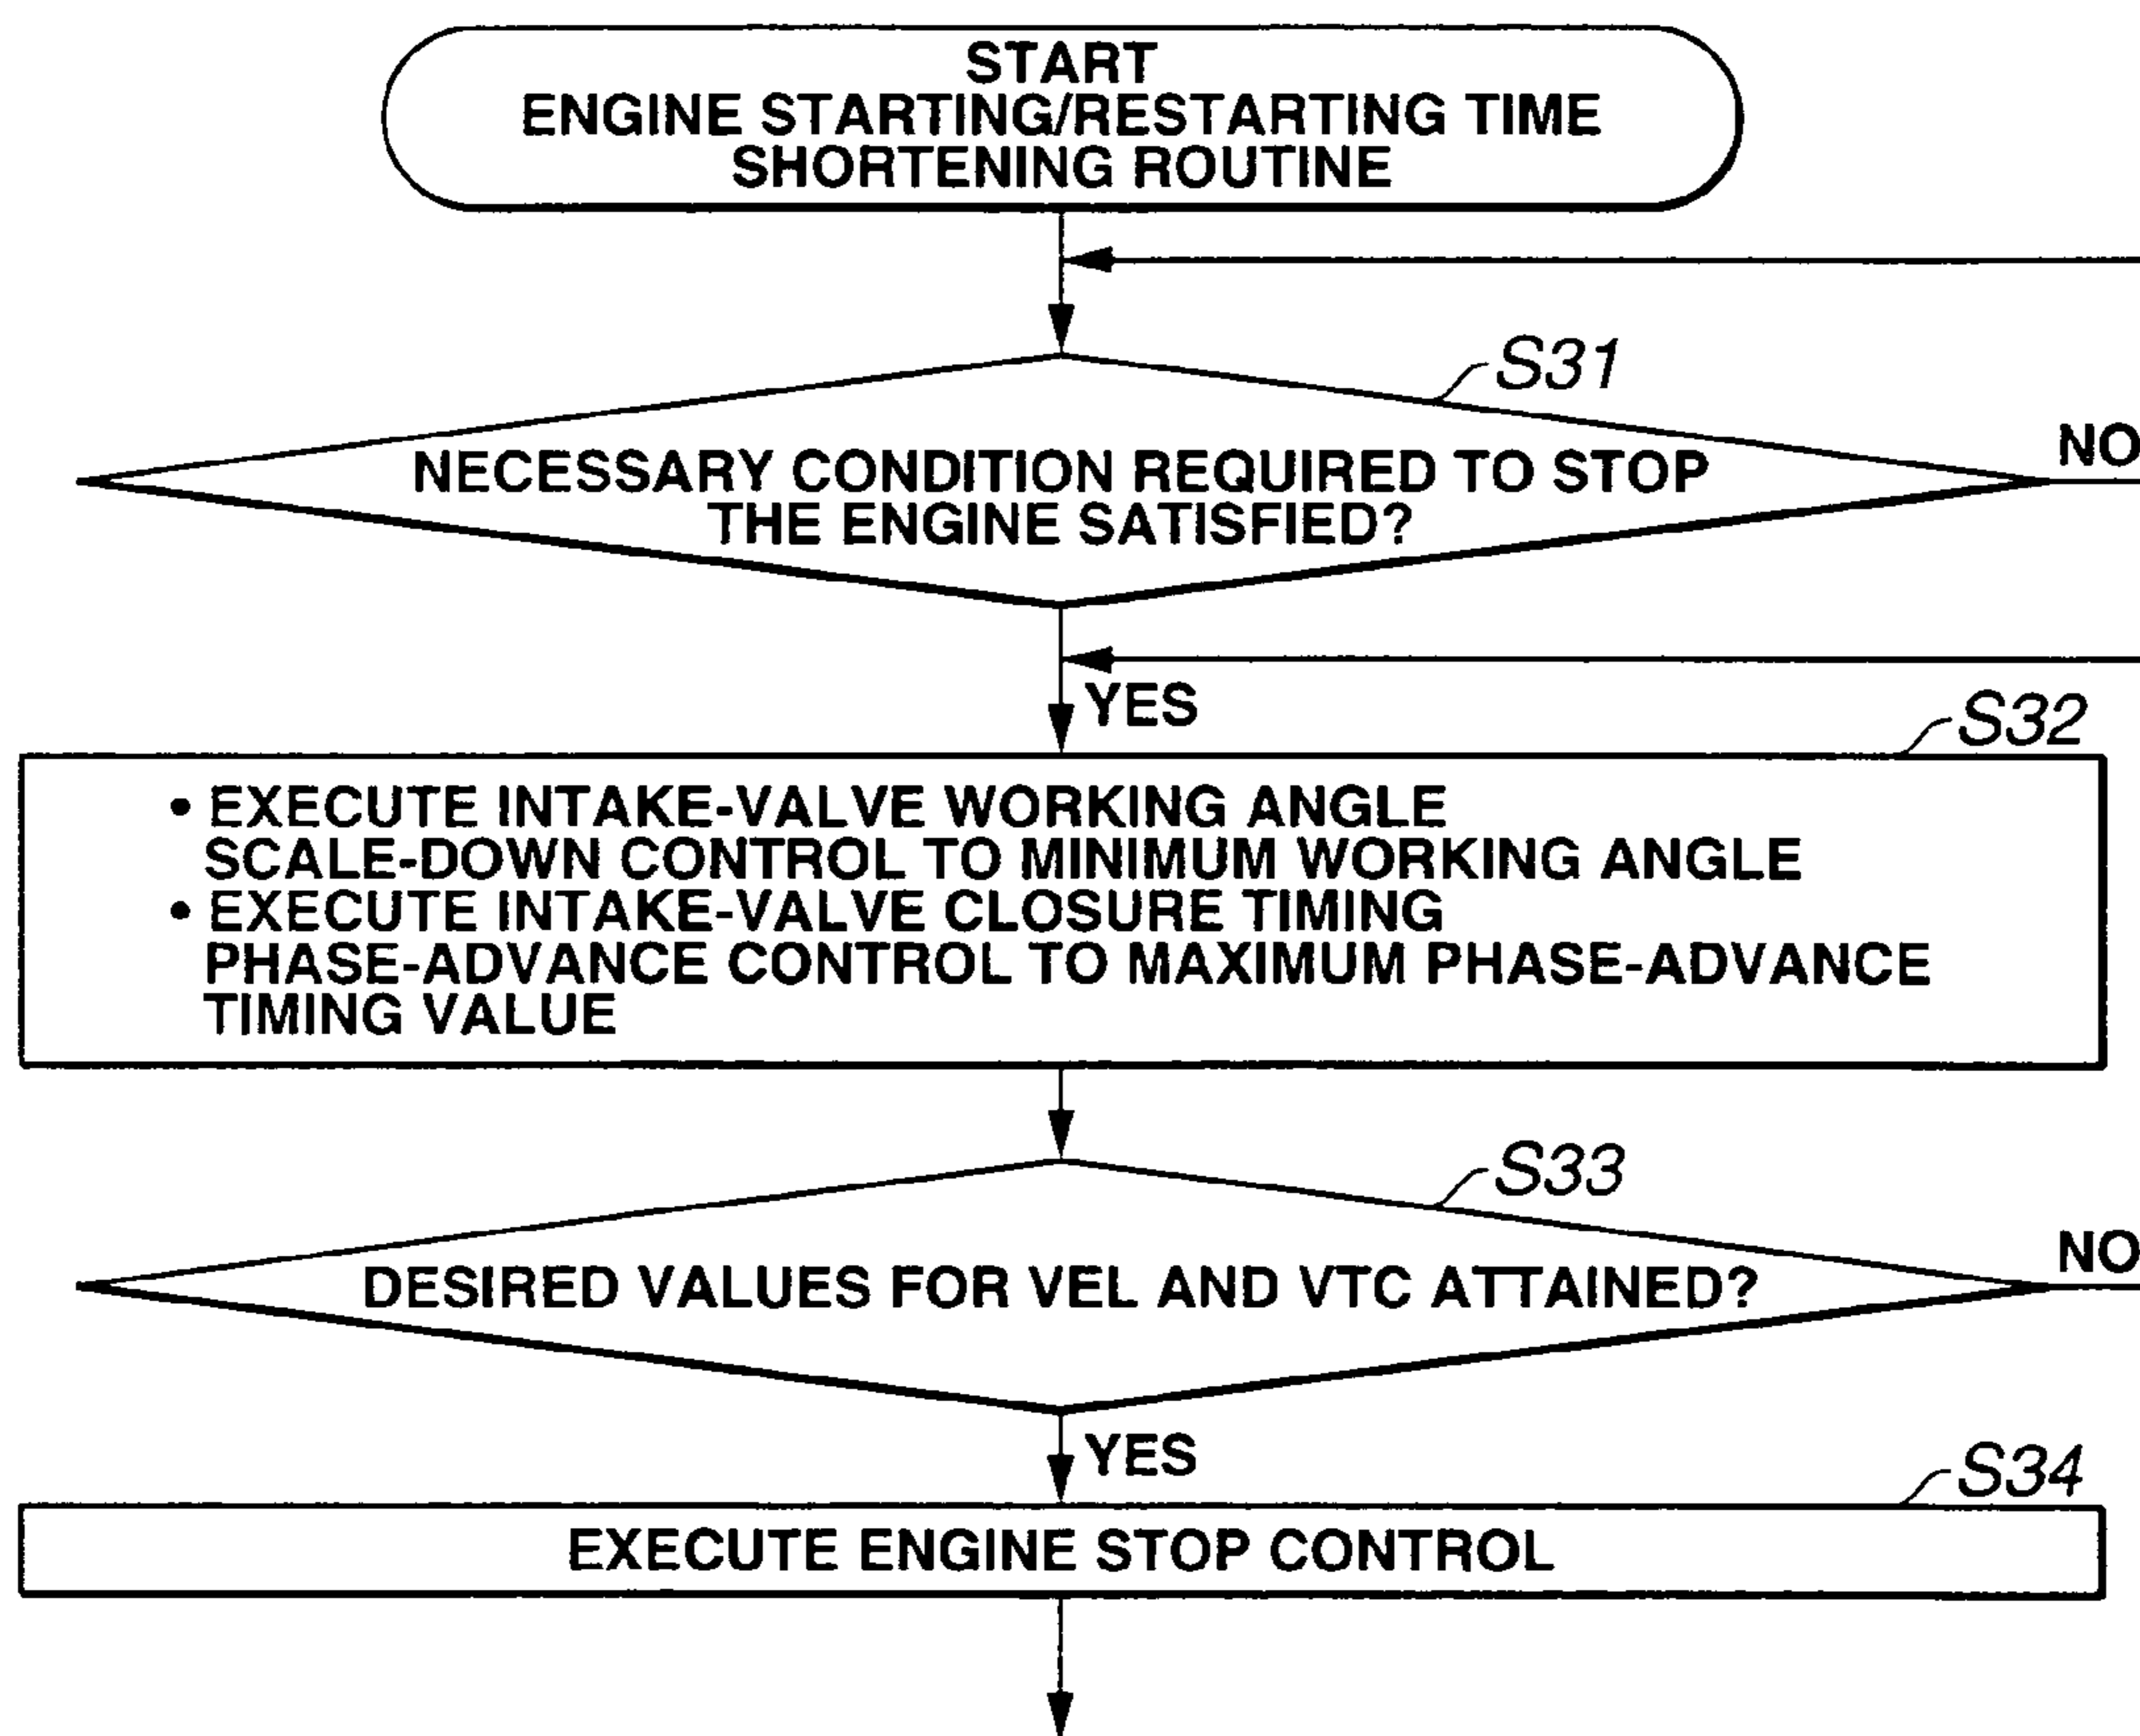 START
ENGINE STARTING/RESTARTING TIME
SHORTENING ROUTINE
S31
NECESSARY CONDITION REQUIRED TO STOP
THE ENGINE SATISFIED?
NO
YES
S32
• EXECUTE INTAKE-VALVE WORKING ANGLE
SCALE-DOWN CONTROL TO MINIMUM WORKING ANGLE
• EXECUTE INTAKE-VALVE CLOSURE TIMING
PHASE-ADVANCE CONTROL TO MAXIMUM PHASE-ADVANCE
TIMING VALUE
S33
DESIRED VALUES FOR VEL AND VTC ATTAINED?
NO
YES
S34
EXECUTE ENGINE STOP CONTROL